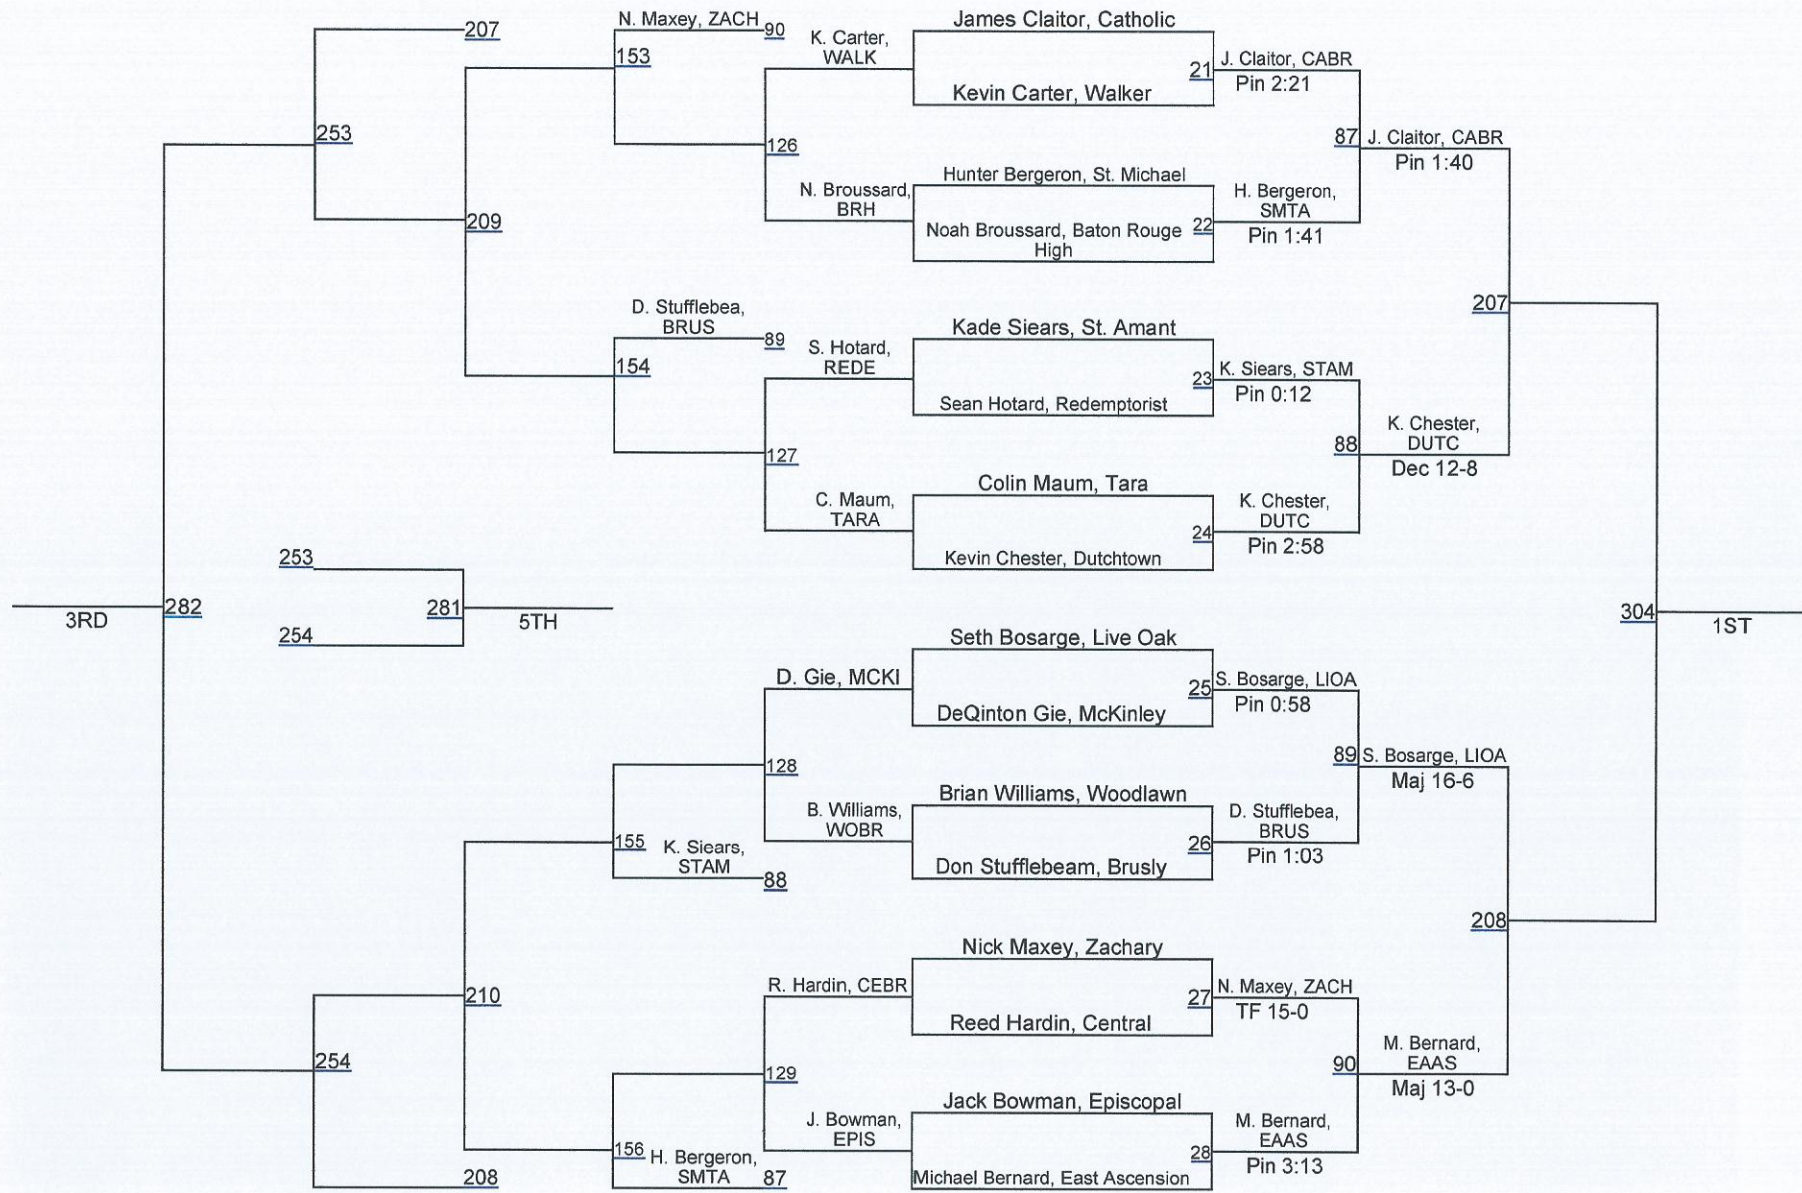 207
N. Maxey, ZACH
90
153
K. Carter,
WALK
James Claitor, Catholic
21
J. Claitor, CABR
Pin 2:21
Kevin Carter, Walker
253
126
87
J. Claitor, CABR
Pin 1:40
N. Broussard,
BRH
Hunter Bergeron, St. Michael
H. Bergeron,
SMTA
22
Pin 1:41
Noah Broussard, Baton Rouge
High
209
207
D. Stufflebea,
BRUS
89
154
S. Hotard,
REDE
Kade Siears, St. Amant
23
K. Siears, STAM
Pin 0:12
Sean Hotard, Redemptorist
127
88
K. Chester,
DUTC
Dec 12-8
C. Maum,
TARA
Colin Maum, Tara
K. Chester,
DUTC
24
Pin 2:58
Kevin Chester, Dutchtown
253
3RD
282
281
5TH
254
304
1ST
Seth Bosarge, Live Oak
D. Gie, MCKI
25
S. Bosarge, LIOA
Pin 0:58
DeQinton Gie, McKinley
128
89
S. Bosarge, LIOA
Maj 16-6
B. Williams,
WOBR
Brian Williams, Woodlawn
D. Stufflebea,
BRUS
26
Pin 1:03
Don Stufflebeam, Brusly
155
K. Siears,
STAM
88
208
Nick Maxey, Zachary
R. Hardin, CEBR
27
N. Maxey, ZACH
TF 15-0
Reed Hardin, Central
210
254
129
90
M. Bernard,
EAAS
Maj 13-0
J. Bowman,
EPIS
Jack Bowman, Episcopal
M. Bernard,
EAAS
28
Pin 3:13
Michael Bernard, East Ascension
156
H. Bergeron,
SMTA
87
208